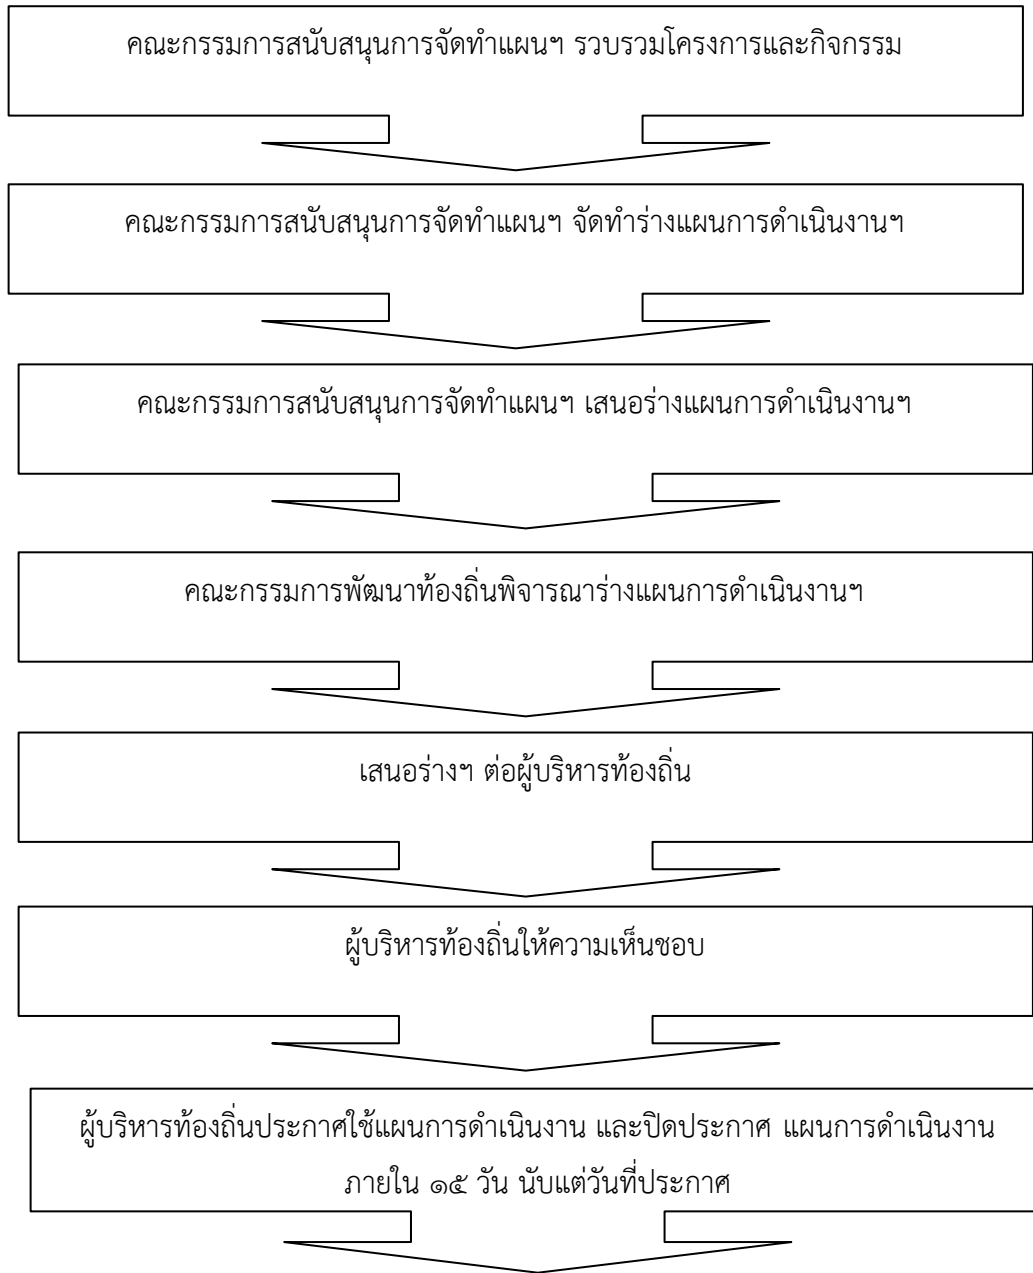 คณะกรรมการสนับสนุนการจัดทำแผนฯ รวบรวมโครงการและกิจกรรม
คณะกรรมการสนับสนุนการจัดทำแผนฯ จัดทำร่างแผนการดำเนินงานฯ
คณะกรรมการสนับสนุนการจัดทำแผนฯ เสนอร่างแผนการดำเนินงานฯ
คณะกรรมการพัฒนาท้องถิ่นพิจารณาร่างแผนการดำเนินงานฯ
เสนอร่างฯ ต่อผู้บริหารท้องถิ่น
ผู้บริหารท้องถิ่นให้ความเห็นชอบ
ผู้บริหารท้องถิ่นประกาศใช้แผนการดำเนินงาน และปิดประกาศ แผนการดำเนินงาน
ภายใน ๑๕ วัน นับแต่วันที่ประกาศ